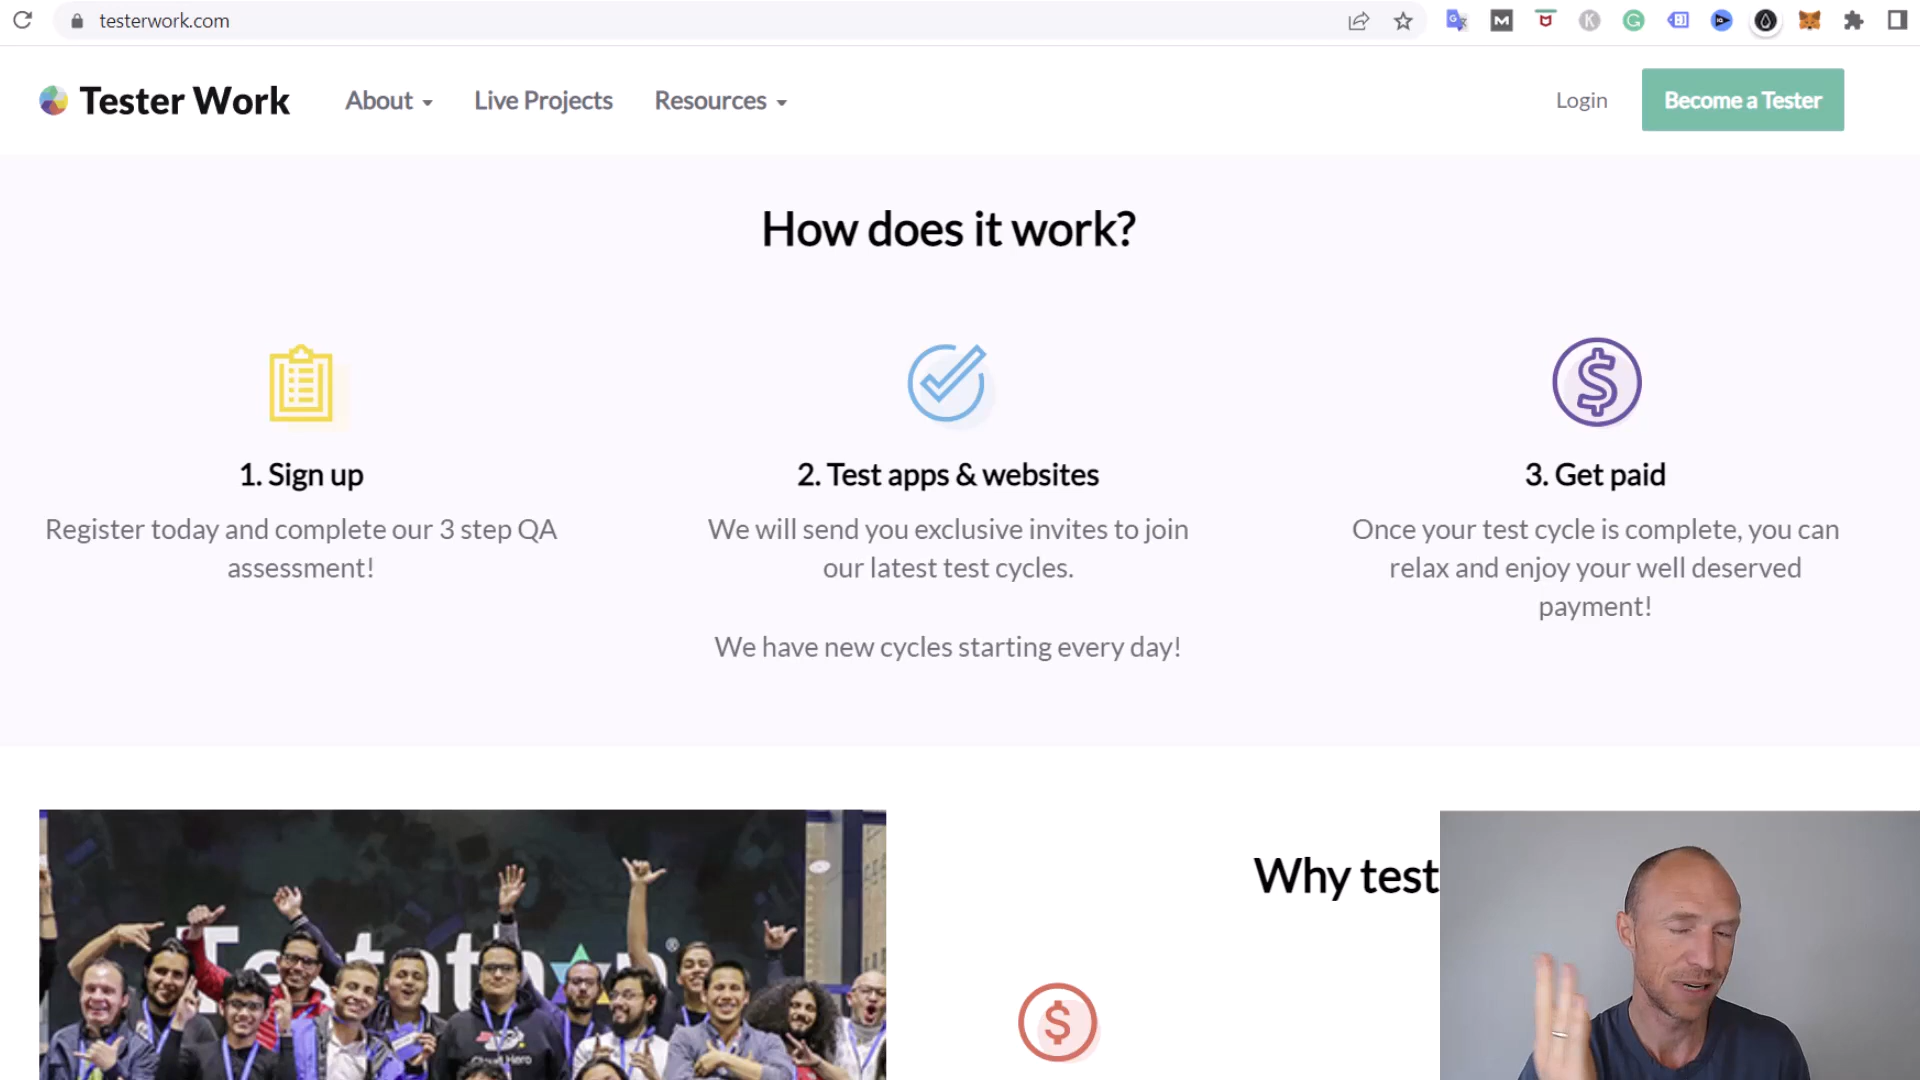 testerwork.com
Tester Work
About
Live Projects
Resources
Login
Become a Tester
How does it work?
1. Sign up
Register today and complete our 3 step QA
assessment!
2. Test apps & websites
We will send you exclusive invites to join
our latest test cycles.
We have new cycles starting every day!
3. Get paid
Once your test cycle is complete, you can
relax and enjoy your well deserved
payment!
Why test